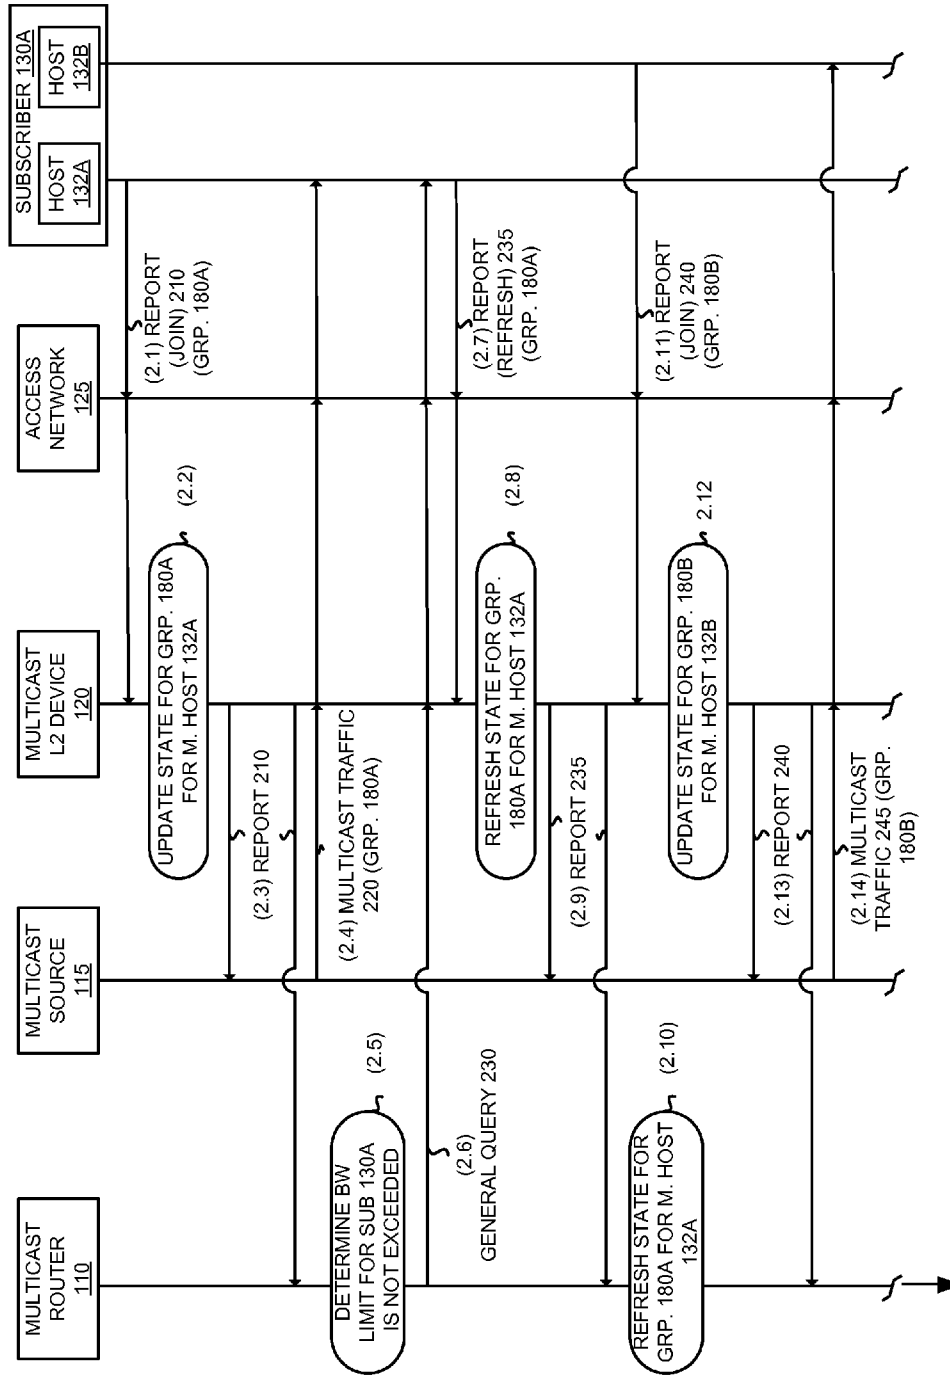 MULTICAST
ROUTER
110
MULTICAST
SOURCE
115
MULTICAST
L2 DEVICE
120
ACCESS
NETWORK
125
SUBSCRIBER 130A
HOST
132A
HOST
132B
(2.1) REPORT
(JOIN) 210
(GRP. 180A)
UPDATE STATE FOR GRP. 180A
FOR M. HOST 132A
(2.2)
(2.3) REPORT 210
(2.4) MULTICAST TRAFFIC
220 (GRP. 180A)
DETERMINE BW
LIMIT FOR SUB 130A
IS NOT EXCEEDED
(2.5)
(2.6)
GENERAL QUERY 230
(2.7) REPORT
(REFRESH) 235
(GRP. 180A)
REFRESH STATE FOR GRP.
180A FOR M. HOST 132A
(2.8)
(2.9) REPORT 235
REFRESH STATE FOR
GRP. 180A FOR M. HOST
132A
(2.10)
(2.11) REPORT
(JOIN) 240
(GRP. 180B)
UPDATE STATE FOR GRP. 180B
FOR M. HOST 132B
2.12
(2.13) REPORT 240
(2.14) MULTICAST
TRAFFIC 245 (GRP.
180B)